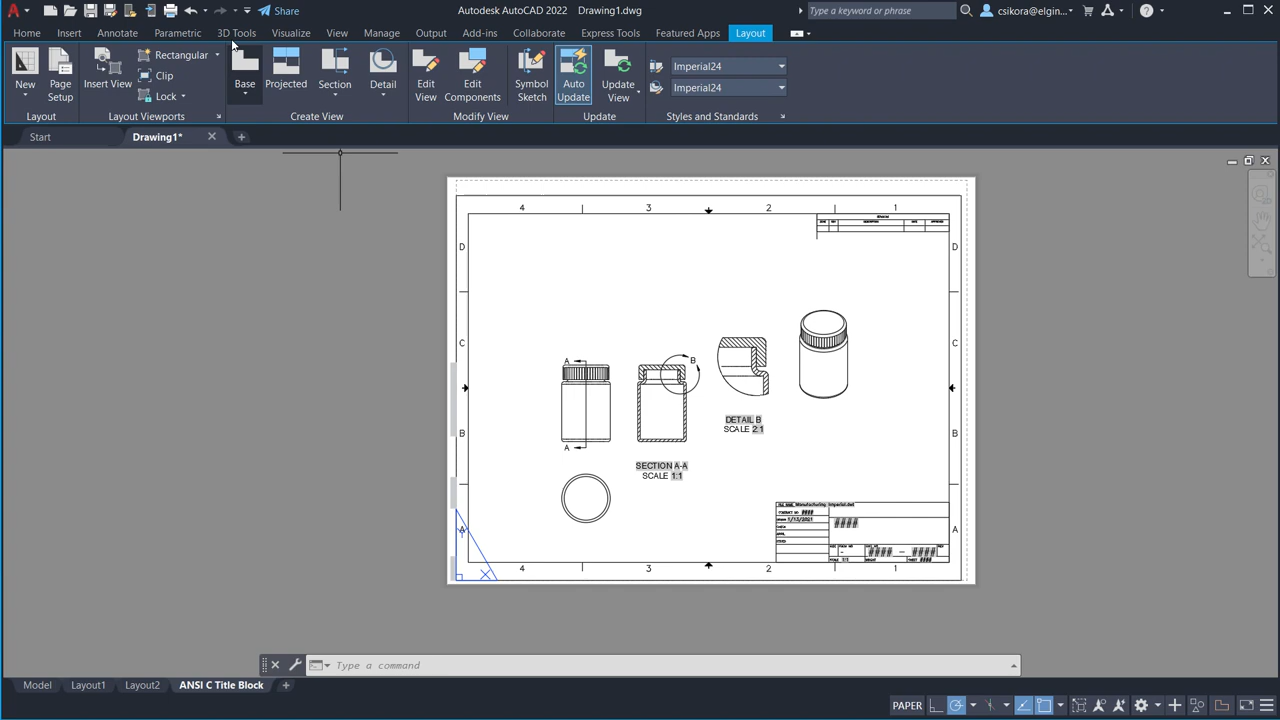 Share
Autodesk AutoCAD 2022 Drawing1.dwg
Type a keyword or phrase
csikora@elgin...
Home Insert Annotate Parametric 3D Tools Visualize View Manage Output Add-ins Collaborate Express Tools Featured Apps Layout
New
Page Setup
Insert View
Rectangular
Clip
Lock
Base
Projected
Section
Detail
Edit View
Edit Components
Symbol Sketch
Auto Update
Update View
Imperial24
Imperial24
Layout
Layout Viewports
Create View
Modify View
Update
Styles and Standards
Start
Drawing1*
4 3 2 1
D D
C C
B B
A A
A
A
B
DETAIL B
SCALE 2:1
SECTION A-A
SCALE 1:1
####
#### — ####
4 3 2 1
Type a command
Model Layout1 Layout2 ANSI C Title Block
PAPER